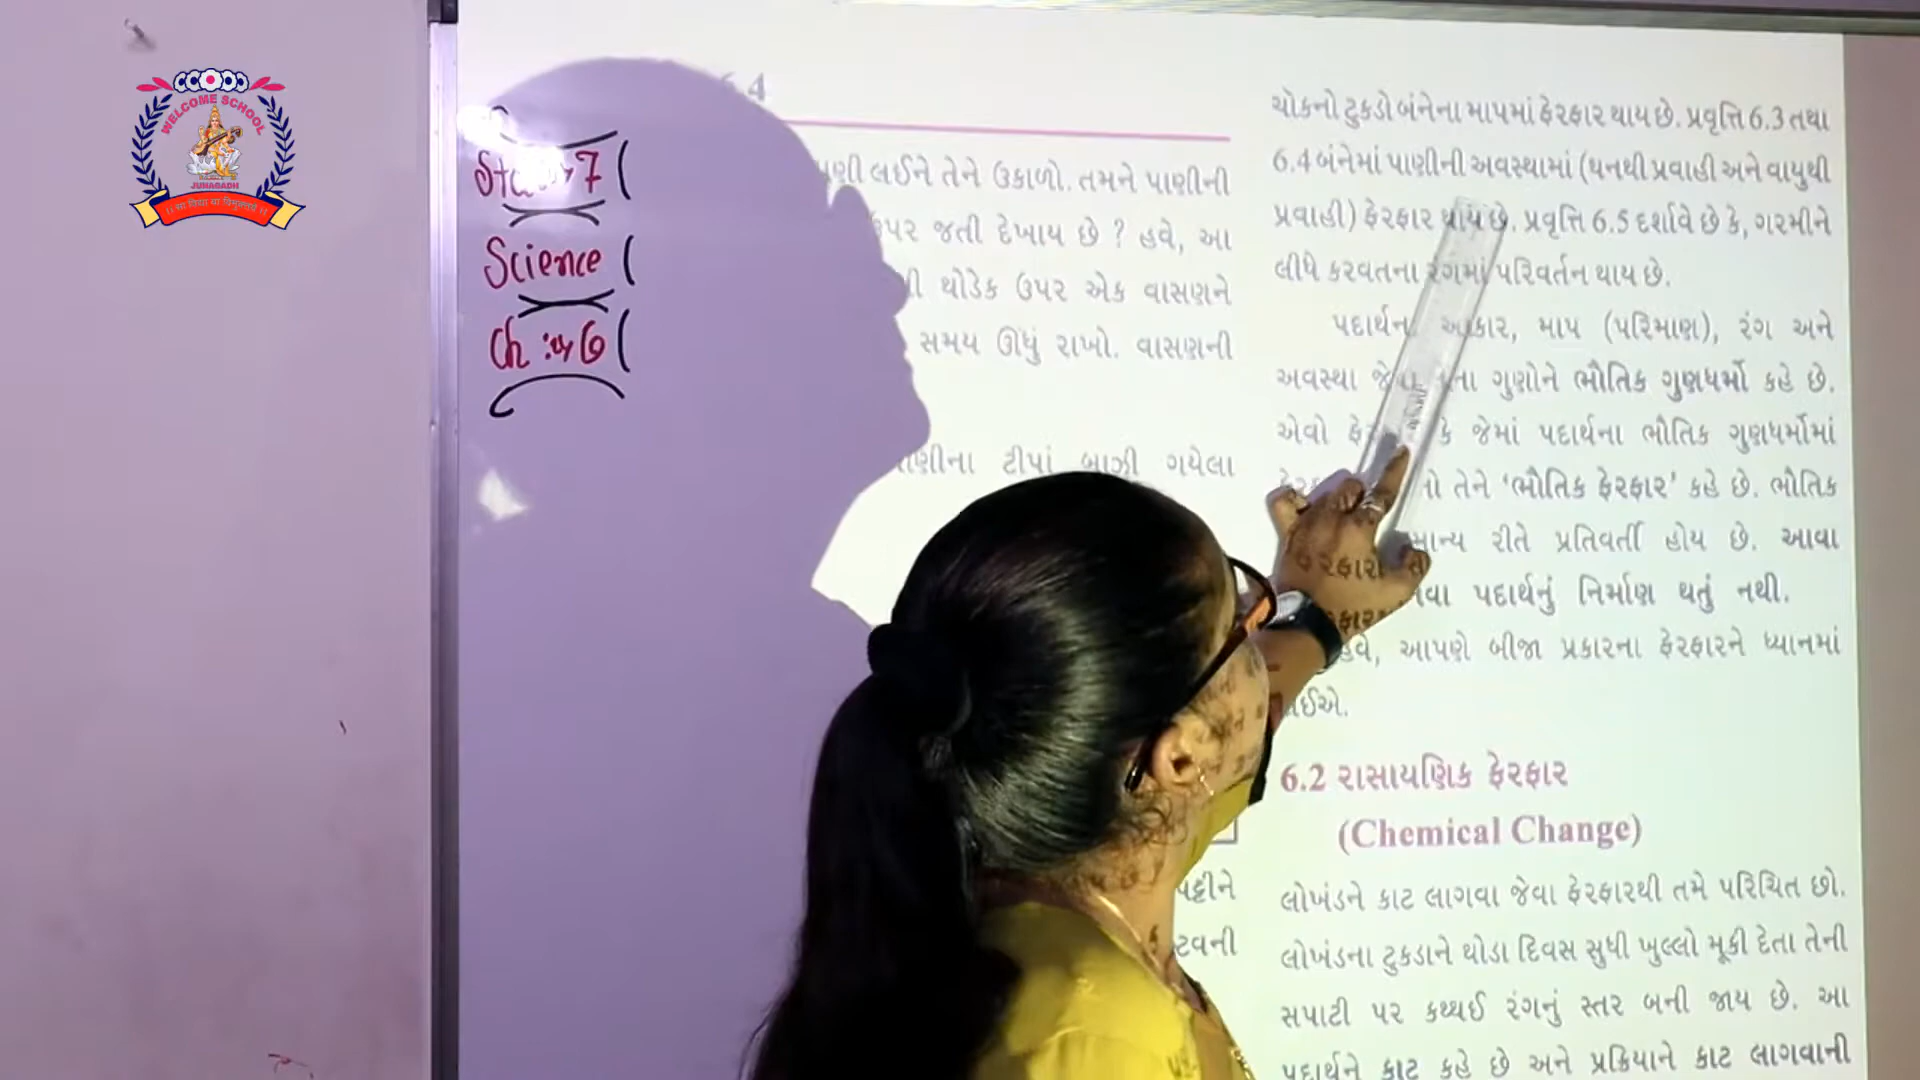 WELCOME SCHOOL
JUNAGADH
।। सा विद्या या विमुक्तये ।।
7
Science
Ch 6
6.4
લઈને તેને ઉકાળો. તમને પાણીની
ઉપર જતી દેખાય છે ? હવે, આ
થોડેક ઉપર એક વાસણને
સમય ઊંધું રાખો. વાસણની
ટીપાં બાઝી ગયેલા
ચૉકનો ટુકડો બંનેના માપમાં ફેરફાર થાય છે. પ્રવૃત્તિ 6.3 તથા
6.4 બંનેમાં પાણીની અવસ્થામાં (ઘનથી પ્રવાહી અને વાયુથી
પ્રવાહી) ફેરફાર થાય છે. પ્રવૃત્તિ 6.5 દર્શાવે છે કે, ગરમીને
લીધે કરવતના રંગમાં પરિવર્તન થાય છે.
આકાર, માપ (પરિમાણ), રંગ અને
અવસ્થા ગુણોને ભૌતિક ગુણધર્મો કહે છે.
એવો કે જેમાં પદાર્થના ભૌતિક ગુણધર્મોમાં
તેને ‘ભૌતિક ફેરફાર’ કહે છે. ભૌતિક
રીતે પ્રતિવર્તી હોય છે. આવા
પદાર્થનું નિર્માણ થતું નથી.
હવે, આપણે બીજા પ્રકારના ફેરફારને ધ્યાનમાં
6.2 રાસાયણિક ફેરફાર
(Chemical Change)
લોખંડને કાટ લાગવા જેવા ફેરફારથી તમે પરિચિત છો.
લોખંડના ટુકડાને થોડા દિવસ સુધી ખુલ્લો મૂકી દેતા તેની
સપાટી પર કથ્થઈ રંગનું સ્તર બની જાય છે. આ
પદાર્થને કાટ કહે છે અને પ્રક્રિયાને કાટ લાગવાની